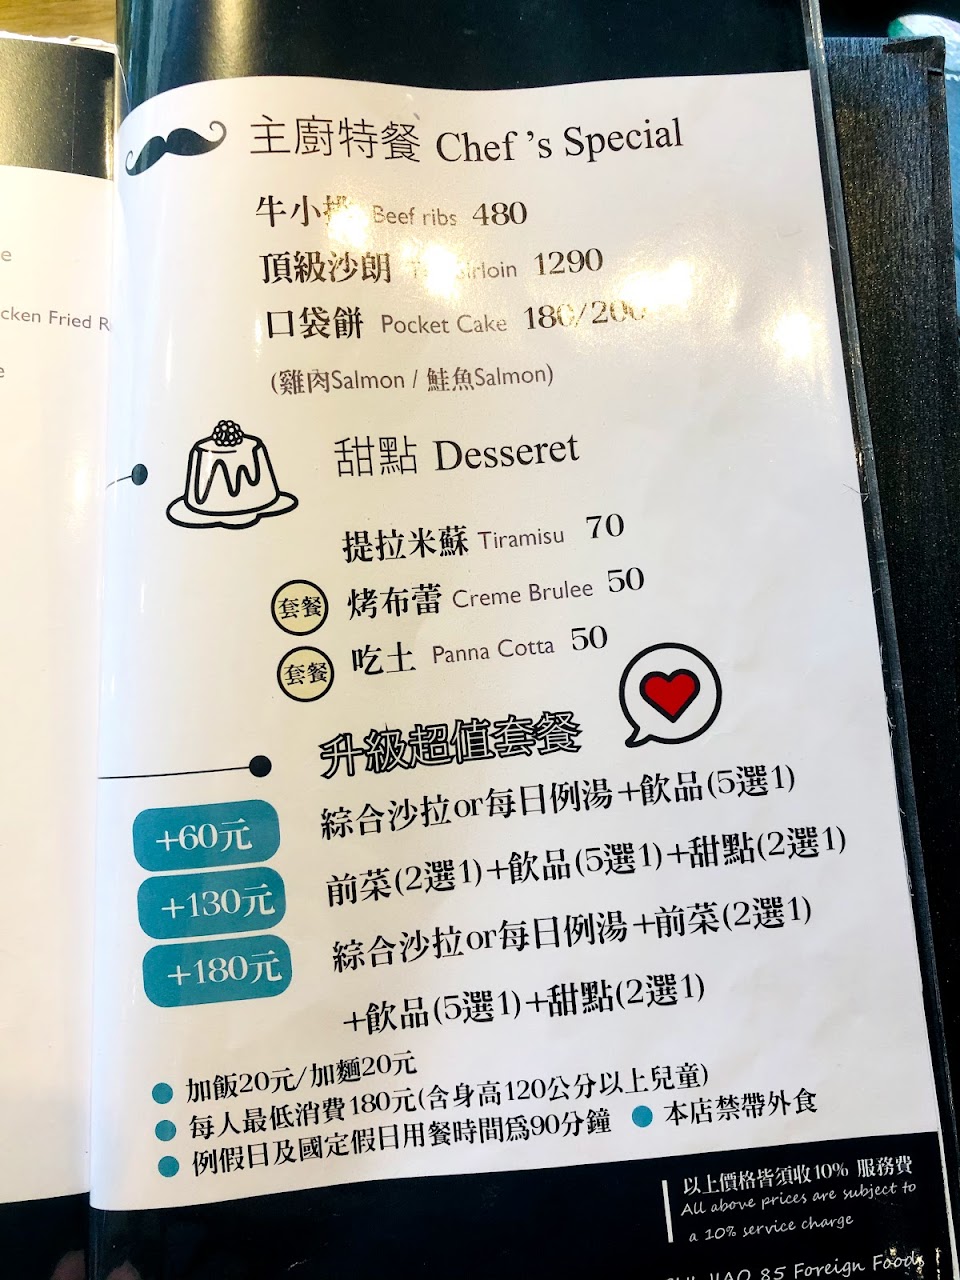 主廚特餐 Chef 's Special
牛小排 Beef ribs 480
頂級沙朗 Sirloin 1290
口袋餅 Pocket Cake 180/200
(雞肉Salmon / 鮭魚Salmon)
甜點 Desseret
提拉米蘇 Tiramisu 70
套餐 烤布蕾 Creme Brulee 50
套餐 吃土 Panna Cotta 50
升級超值套餐
+60元 綜合沙拉or每日例湯+飲品(5選1)
+130元 前菜(2選1)+飲品(5選1)+甜點(2選1)
+180元 綜合沙拉or每日例湯+前菜(2選1)
+飲品(5選1)+甜點(2選1)
加飯20元/加麵20元
每人最低消費180元(含身高120公分以上兒童)
例假日及國定假日用餐時間爲90分鐘 本店禁帶外食
以上價格皆須收10% 服務費
All above prices are subject to
a 10% service charge
85 Foreign Foods
cken Fried R